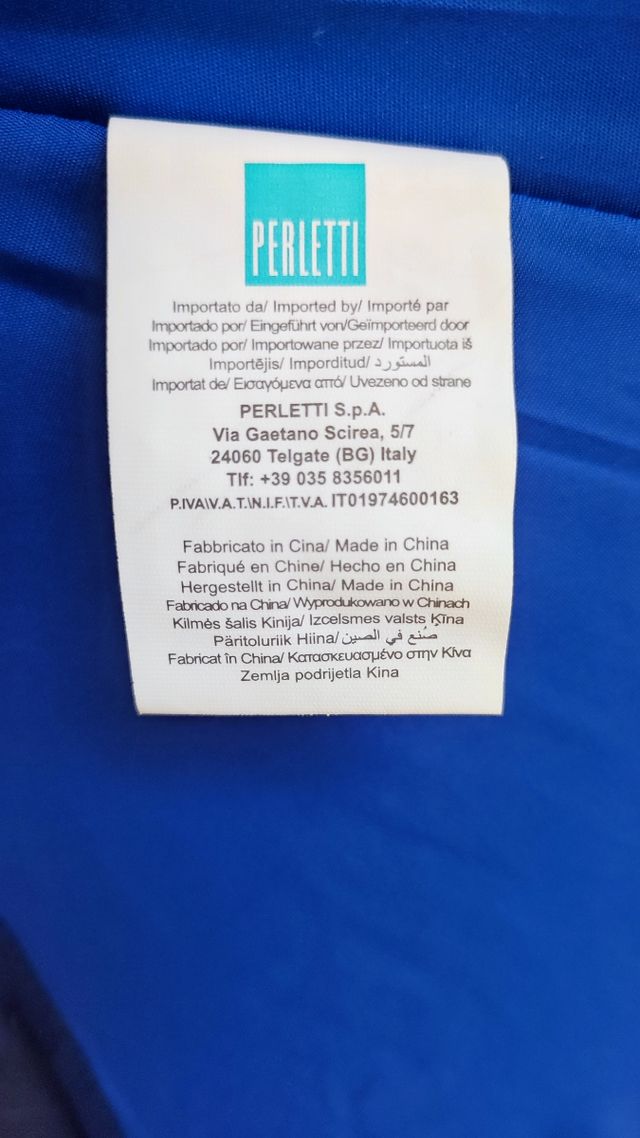 PERLETTI
Importato da/ Imported by/ Importé par
Importado por/ Eingeführt von/Geïmporteerd door
Importado por/ Importowane przez/ Importuota iš
Importējis/ Imporditud/ المستورد
Importat de/ Εισαγόμενα από/ Uvezeno od strane
PERLETTI S.p.A.
Via Gaetano Scirea, 5/7
24060 Telgate (BG) Italy
Tlf: +39 035 8356011
P.IVA\V.A.T.\N.I.F.\T.V.A. IT01974600163
Fabbricato in Cina/ Made in China
Fabriqué en Chine/ Hecho en China
Hergestellt in China/ Made in China
Fabricado na China/ Wyprodukowano w Chinach
Kilmės šalis Kinija/ Izcelsmes valsts Ķīna
Päritoluriik Hiina/ صُنع في الصين
Fabricat în China/ Κατασκευασμένο στην Κίνα
Zemlja podrijetla Kina